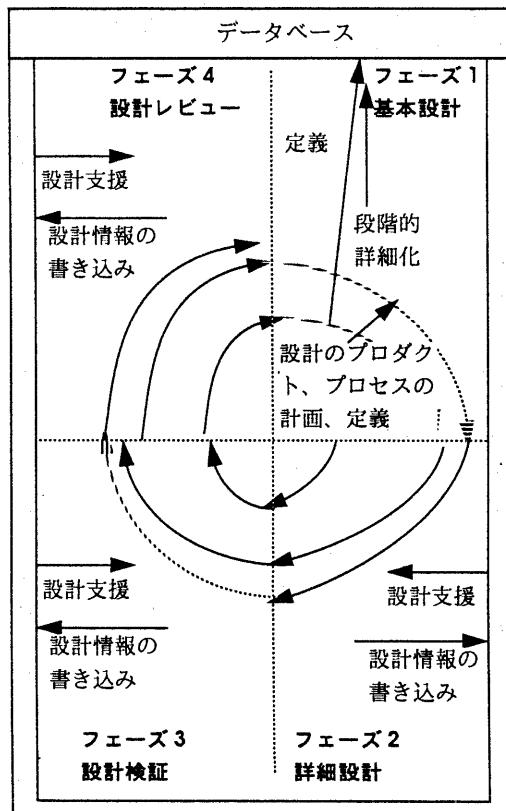 データベース
フェーズ4
設計レビュー
フェーズ1
基本設計
定義
設計支援
設計情報の
書き込み
段階的
詳細化
設計のプロダク
ト、プロセスの
計画、定義
設計支援
設計情報の
書き込み
設計支援
設計情報の
書き込み
フェーズ3
設計検証
フェーズ2
詳細設計